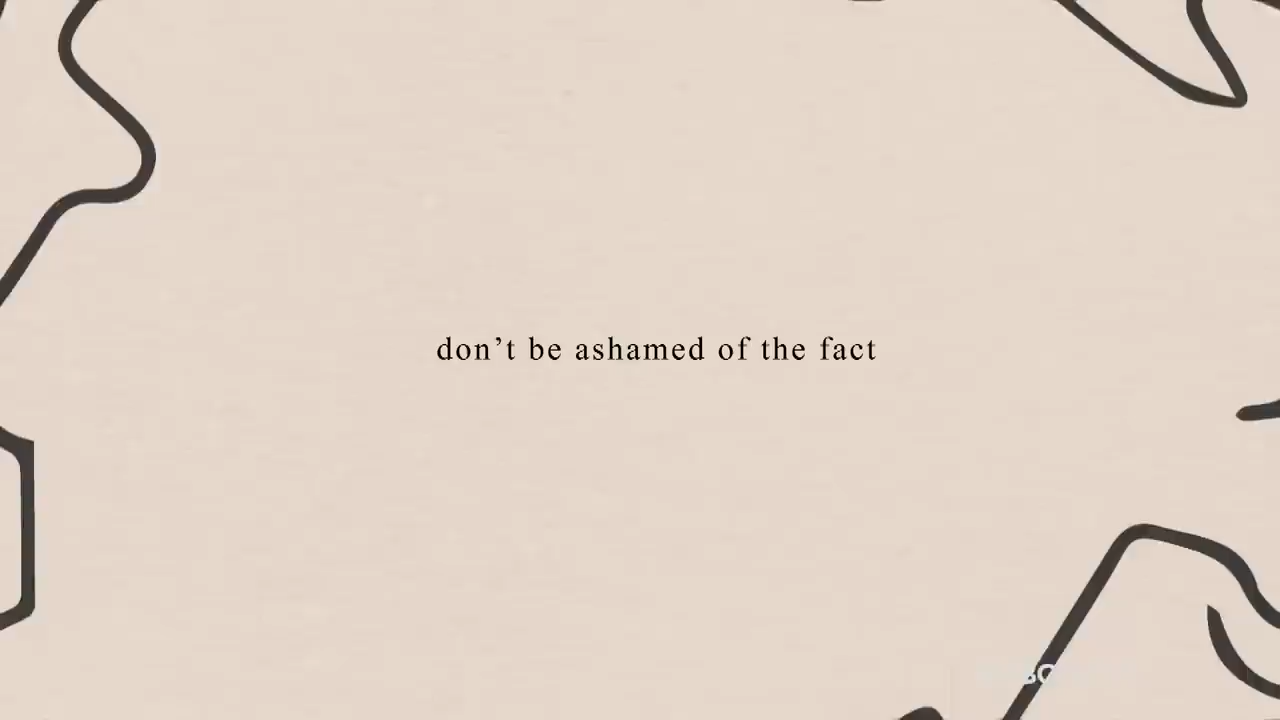 don’t be ashamed of the fact